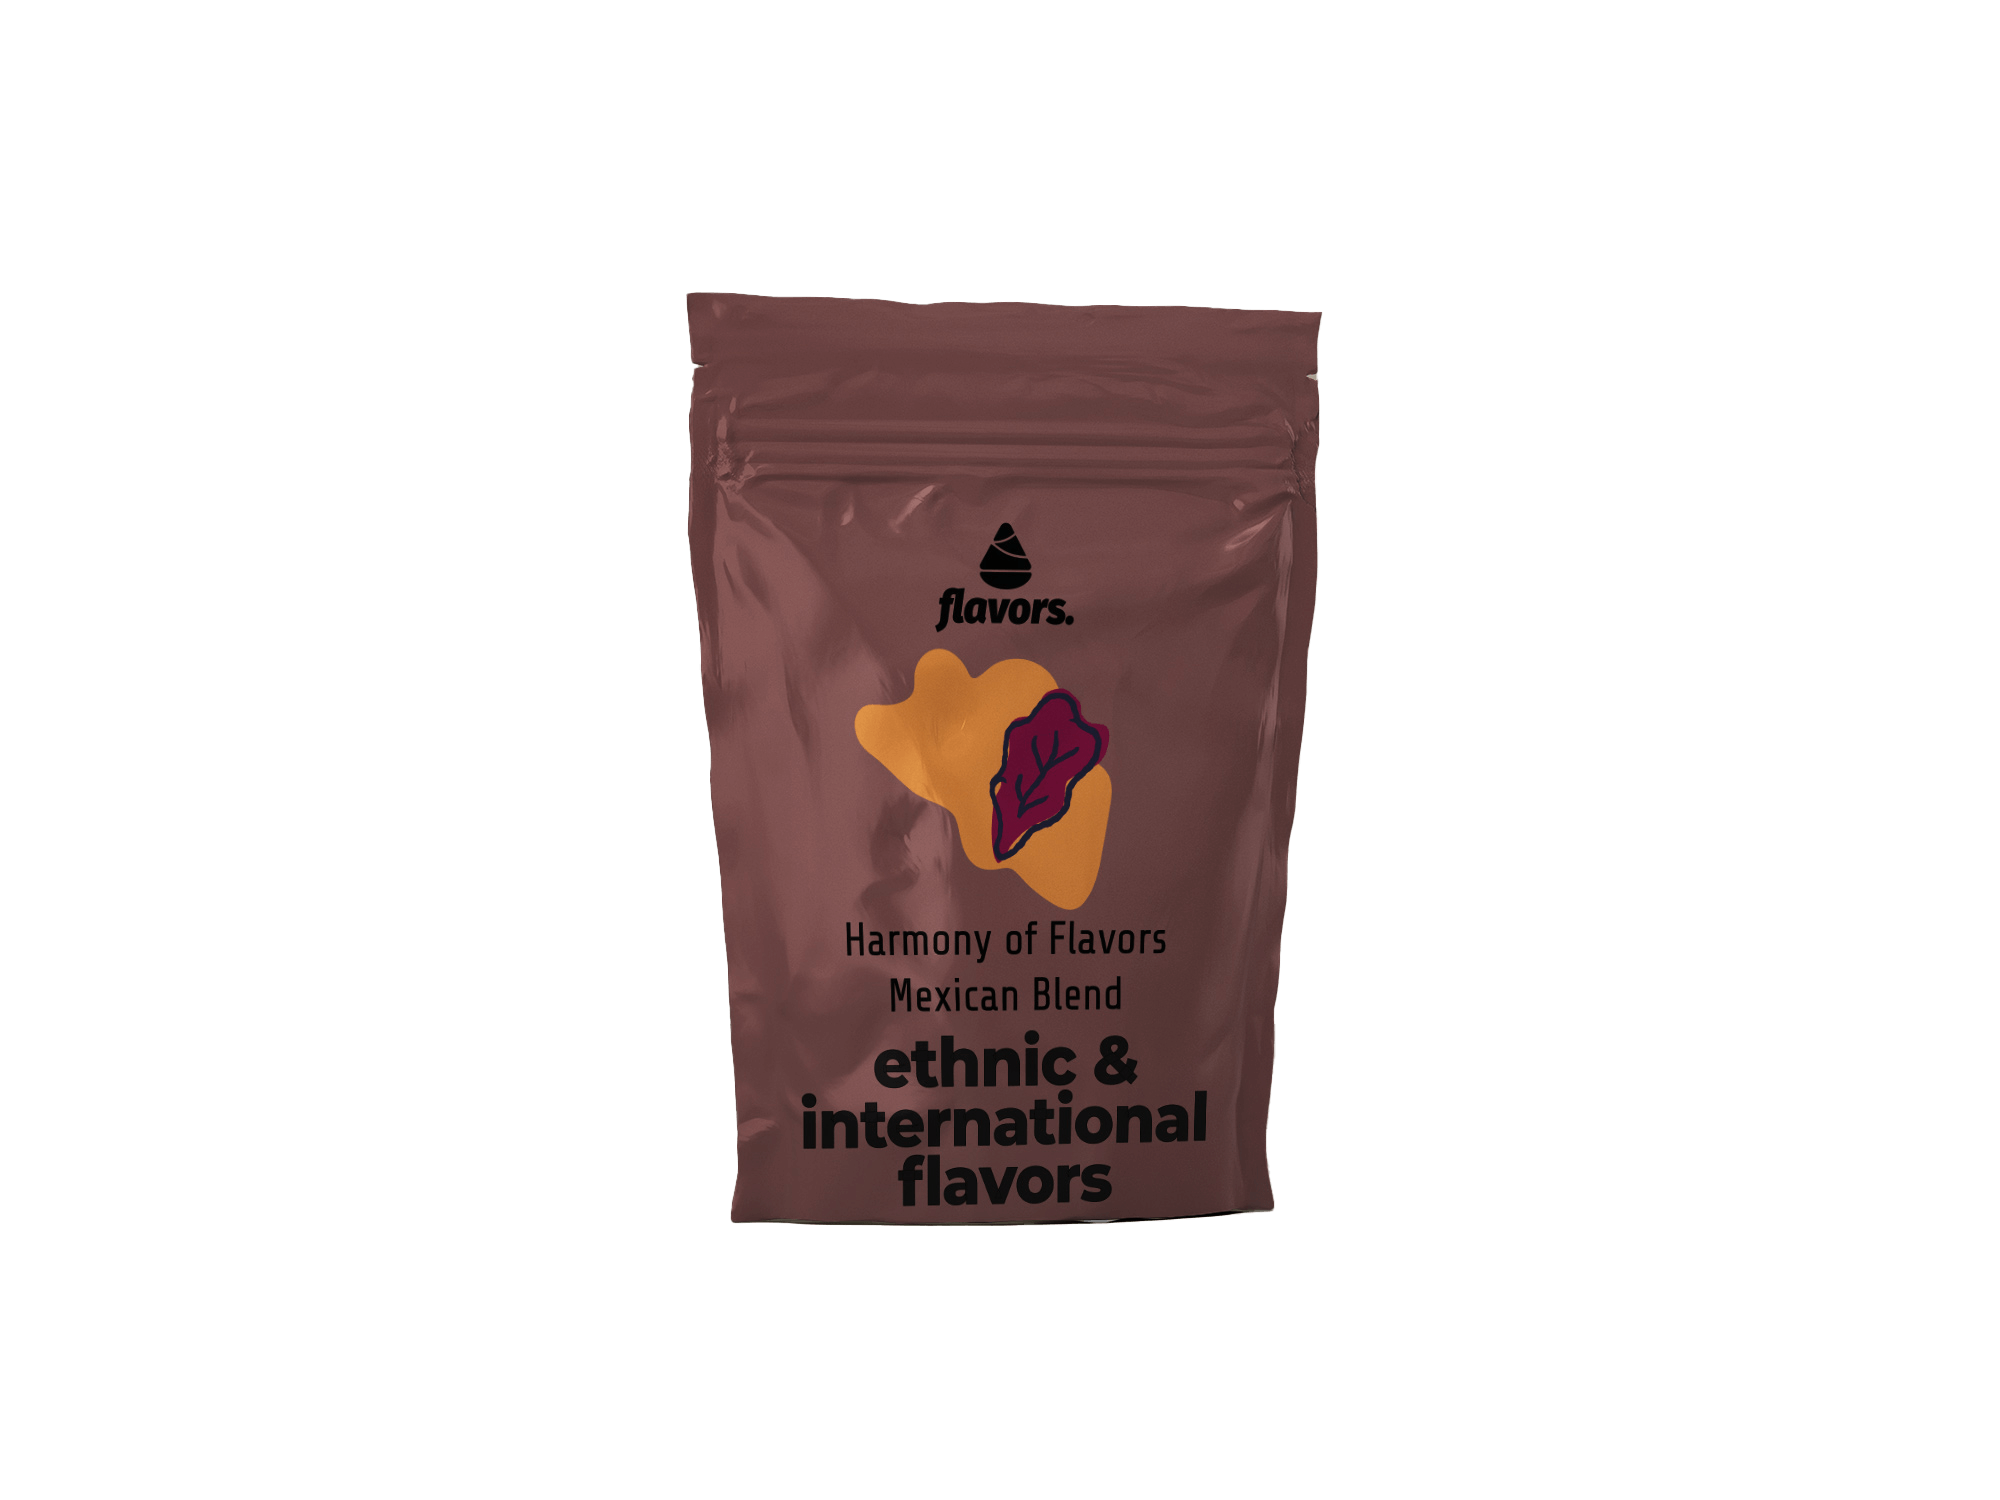 flavors.
Harmony of Flavors
Mexican Blend
ethnic &
international
flavors